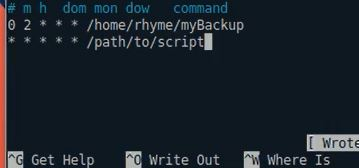 # m h  dom mon dow   command
0 2 * * * /home/rhyme/myBackup
* * * * * /path/to/script
[ Wrote
^G Get Help   ^O Write Out   ^W Where Is